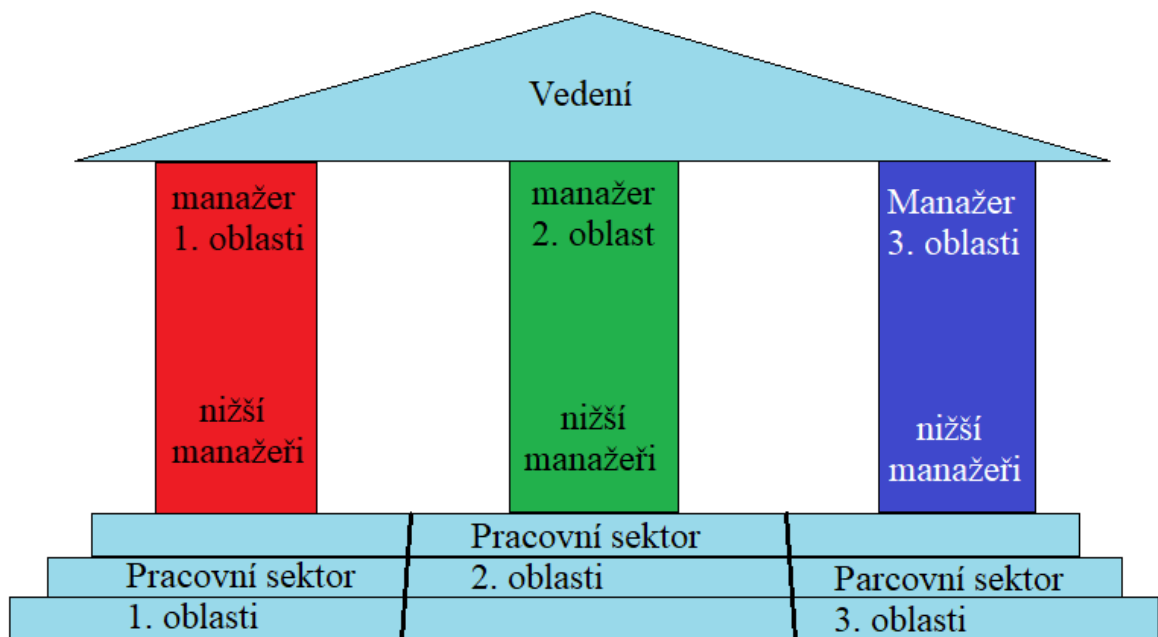 Vedení
manažer
1. oblasti
manažer
2. oblast
Manažer
3. oblasti
nižší
manažeři
nižší
manažeři
nižší
manažeři
Pracovní sektor
1. oblasti
Pracovní sektor
2. oblasti
Parcovní sektor
3. oblasti